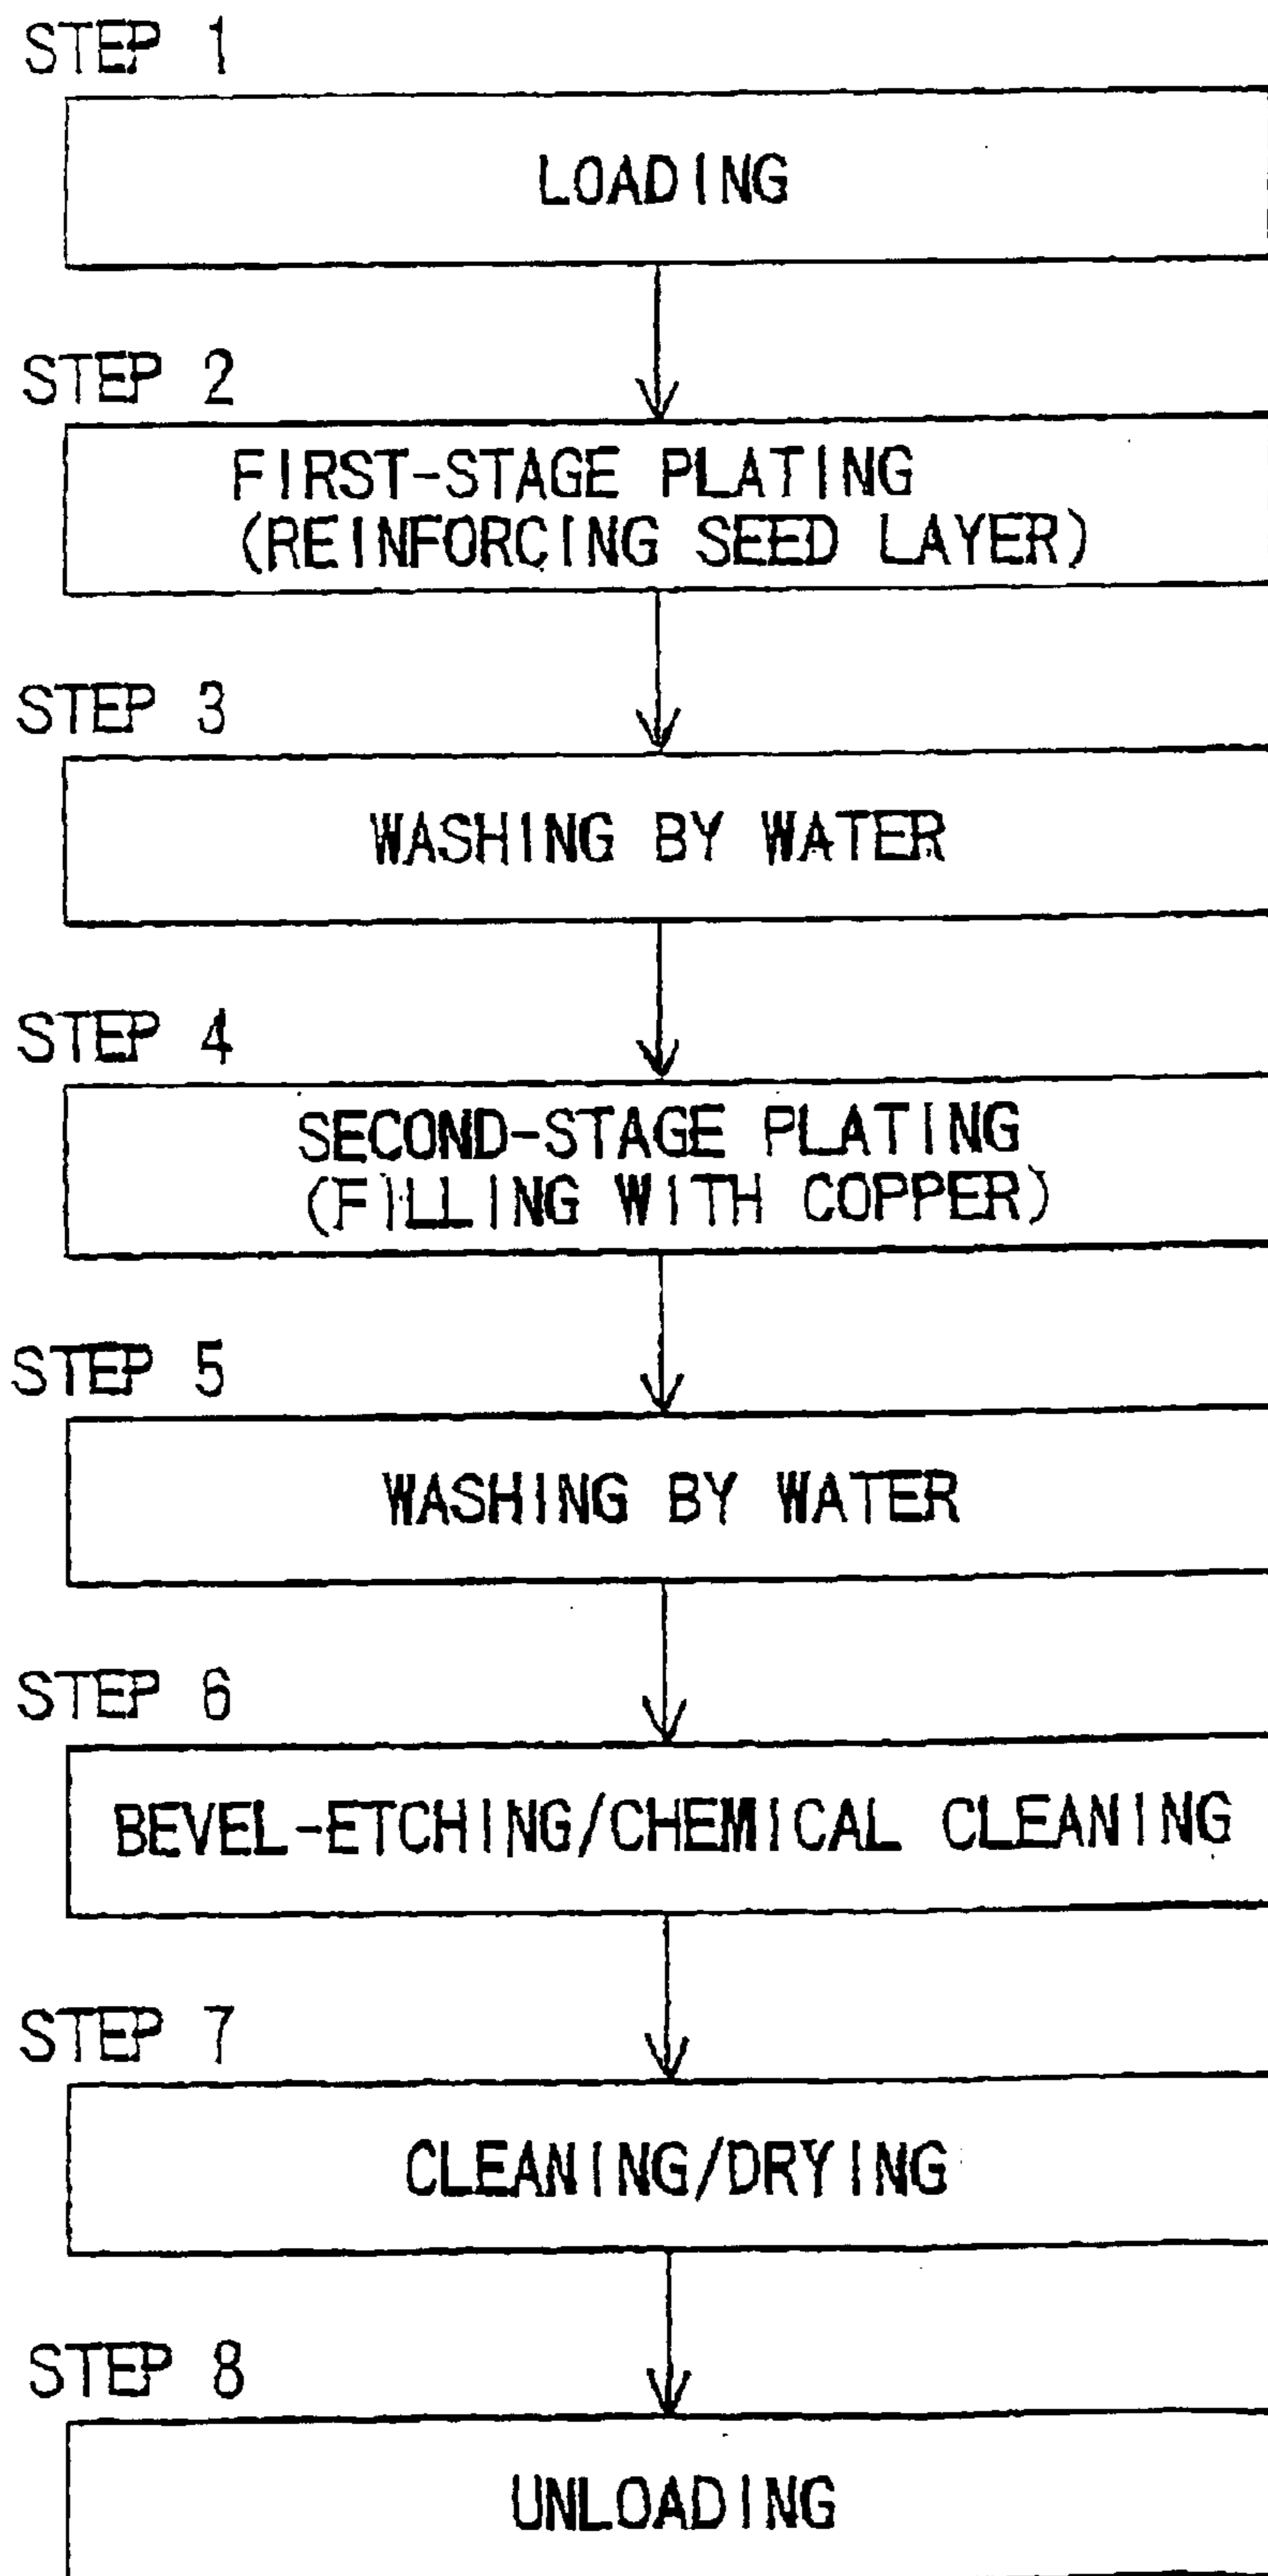 STEP 1
LOADING
STEP 2
FIRST-STAGE PLATING
(REINFORCING SEED LAYER)
STEP 3
WASHING BY WATER
STEP 4
SECOND-STAGE PLATING
(FILLING WITH COPPER)
STEP 5
WASHING BY WATER
STEP 6
BEVEL-ETCHING/CHEMICAL CLEANING
STEP 7
CLEANING/DRYING
STEP 8
UNLOADING